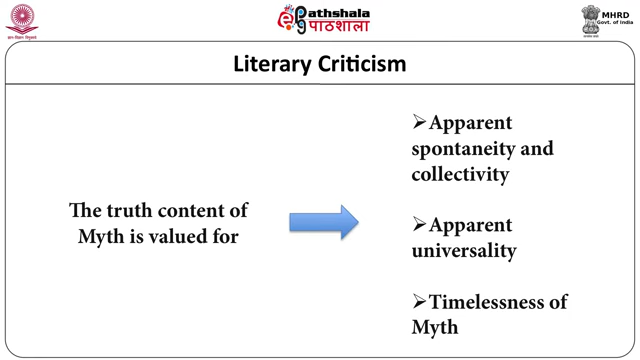 ज्ञान-विज्ञान विमुक्तये
ePathshala
पाठशाला
MHRD
Govt. of India
Literary Criticism
The truth content of
Myth is valued for
➢Apparent
spontaneity and
collectivity
➢Apparent
universality
➢Timelessness of
Myth